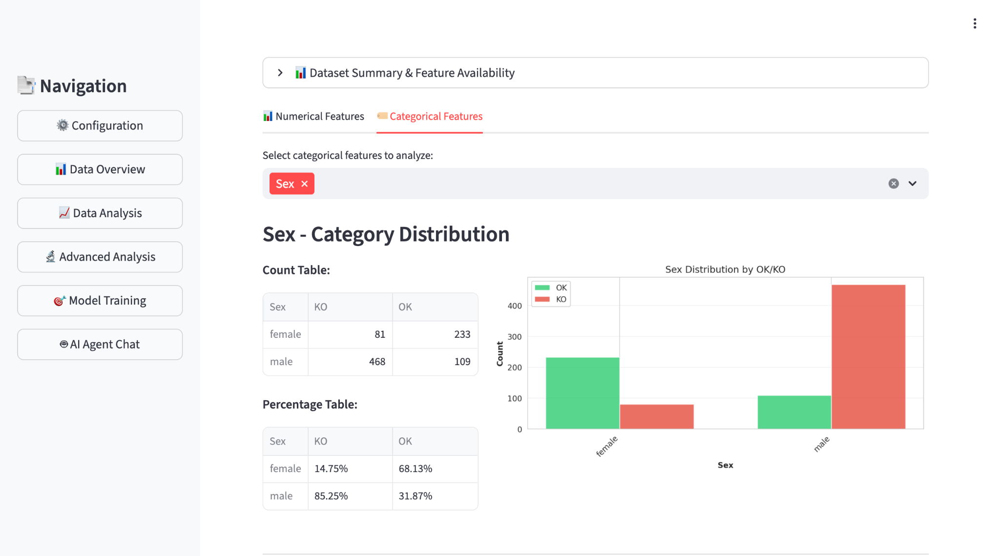 Navigation
Configuration
Data Overview
Data Analysis
Advanced Analysis
Model Training
AI Agent Chat
Dataset Summary & Feature Availability
Numerical Features
Categorical Features
Select categorical features to analyze:
Sex
Sex - Category Distribution
Count Table:
Sex KO OK
female 81 233
male 468 109
Percentage Table:
Sex KO OK
female 14.75% 68.13%
male 85.25% 31.87%
Sex Distribution by OK/KO
OK
KO
Count
400
300
200
100
0
female
male
Sex